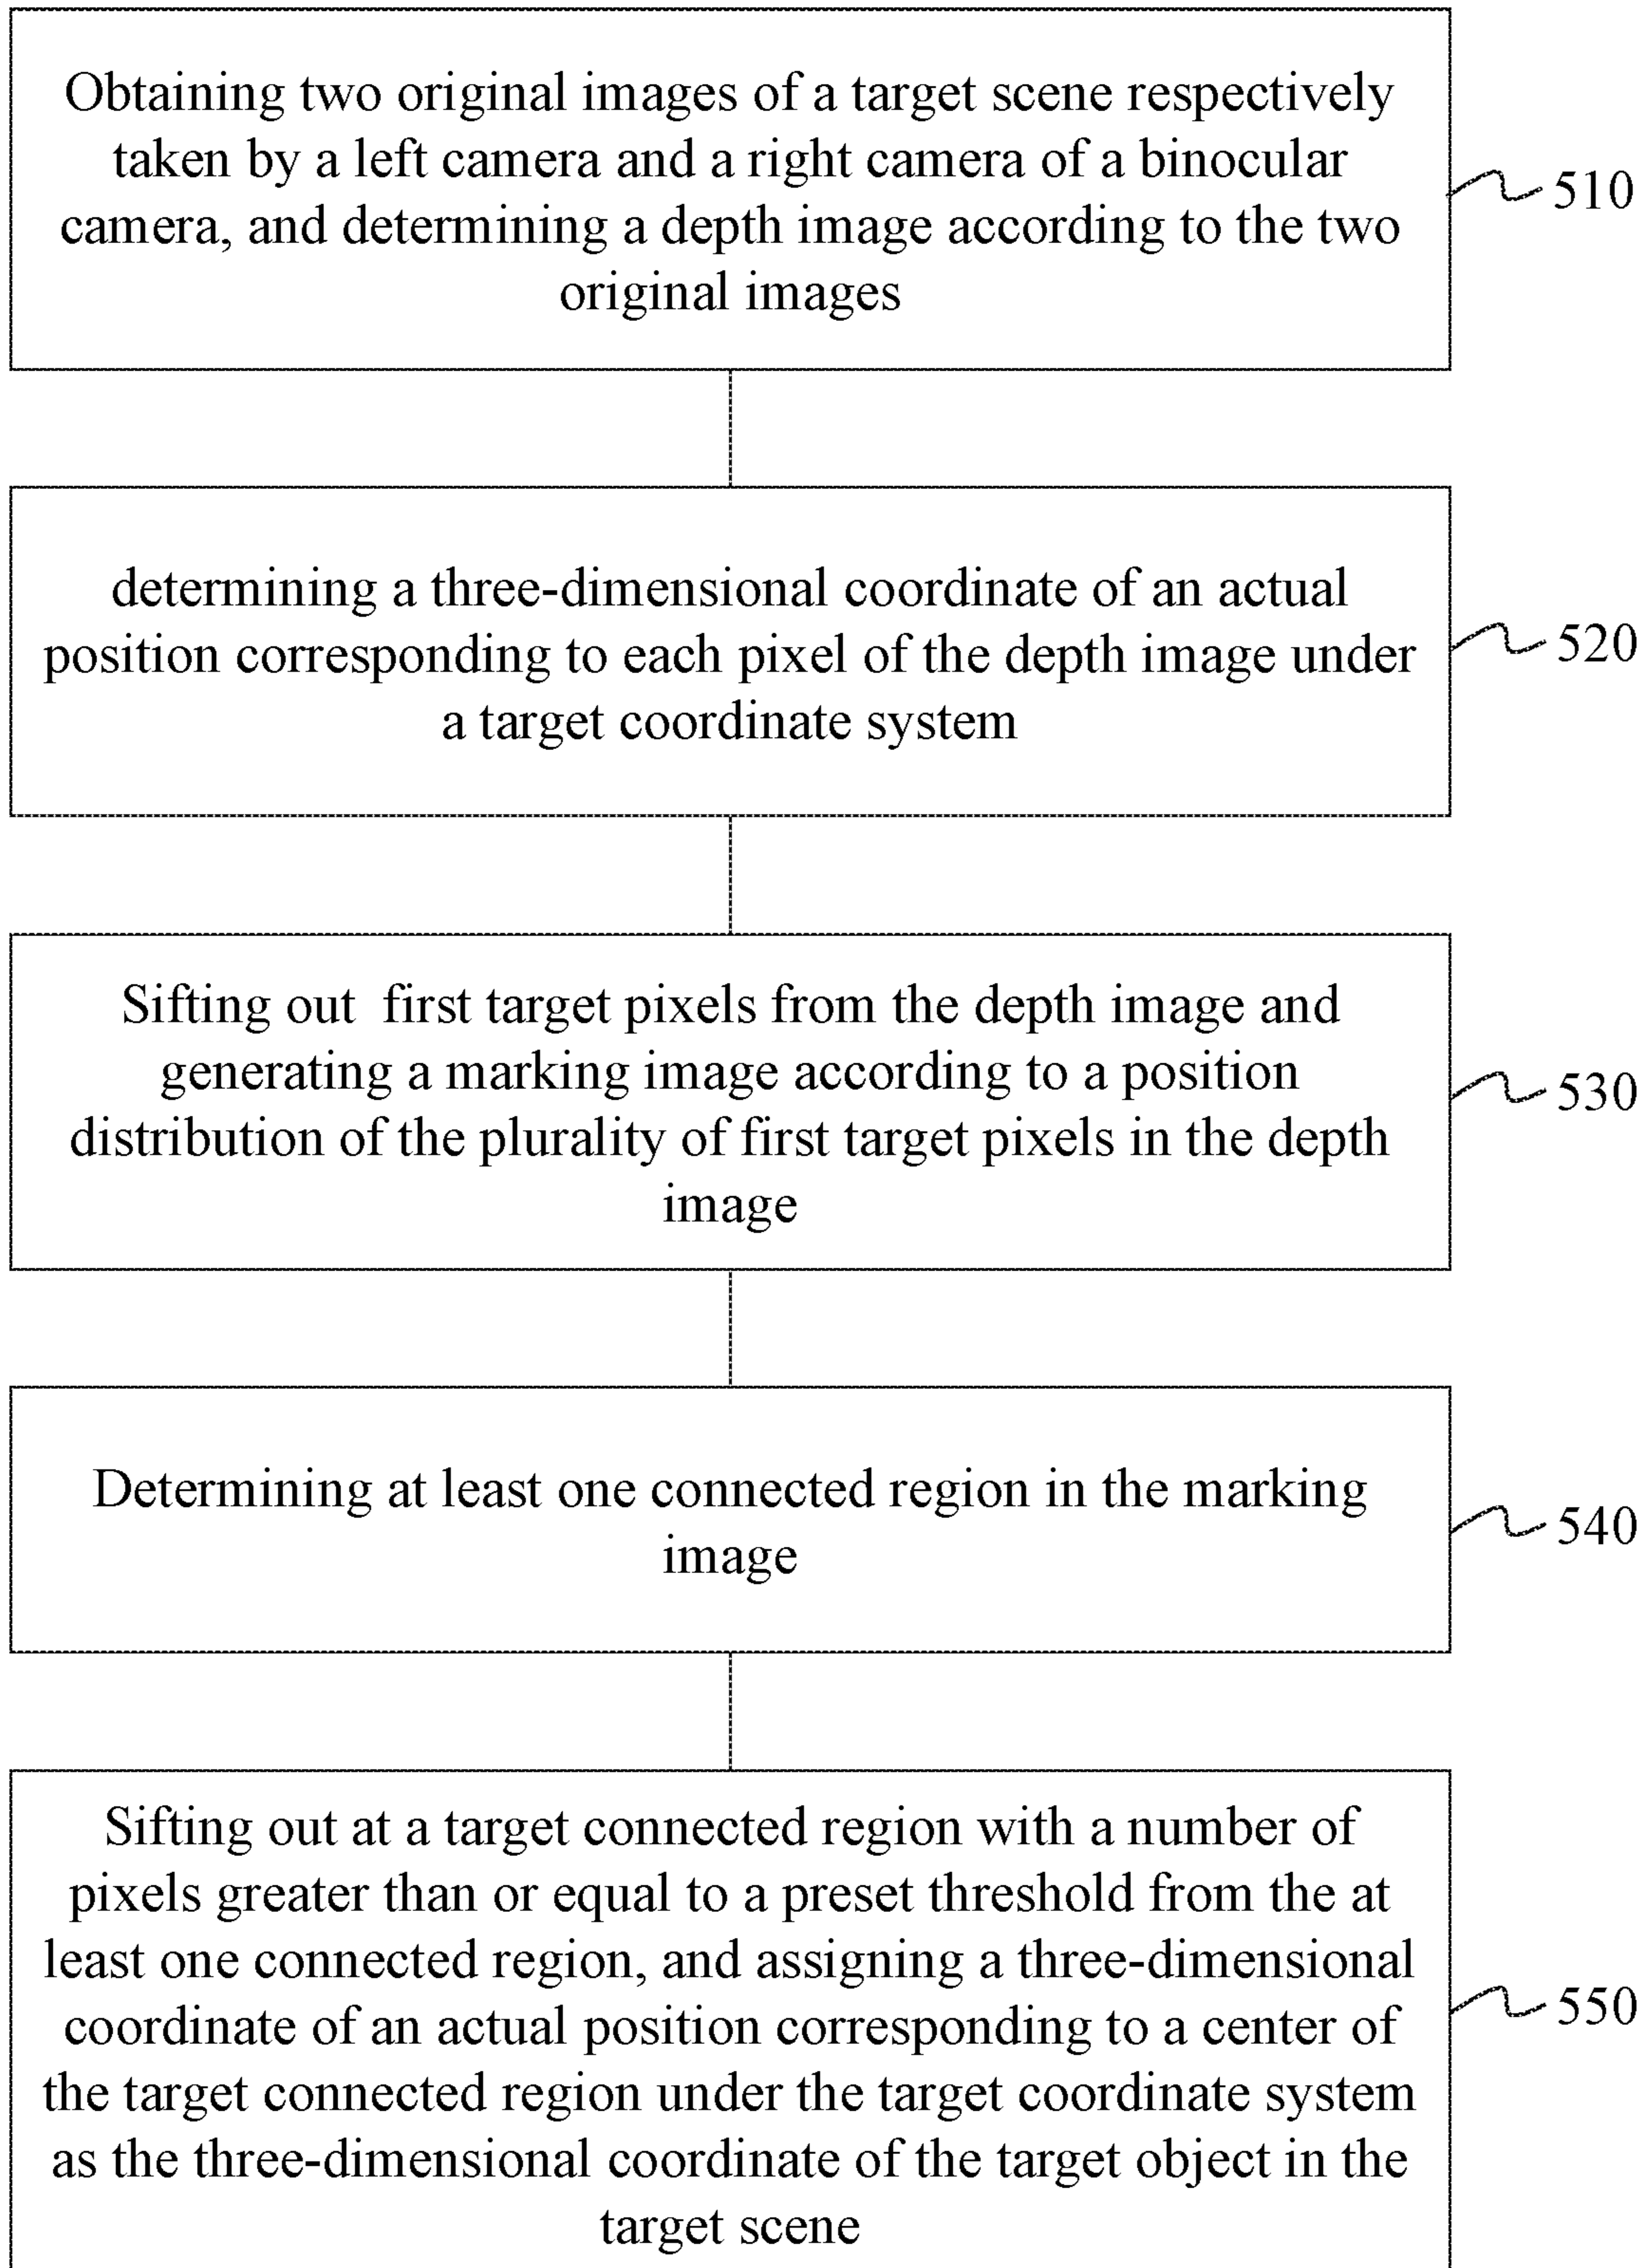 Obtaining two original images of a target scene respectively
taken by a left camera and a right camera of a binocular
camera, and determining a depth image according to the two
original images
510
determining a three-dimensional coordinate of an actual
position corresponding to each pixel of the depth image under
a target coordinate system
520
Sifting out first target pixels from the depth image and
generating a marking image according to a position
distribution of the plurality of first target pixels in the depth
image
530
Determining at least one connected region in the marking
image
540
Sifting out at a target connected region with a number of
pixels greater than or equal to a preset threshold from the at
least one connected region, and assigning a three-dimensional
coordinate of an actual position corresponding to a center of
the target connected region under the target coordinate system
as the three-dimensional coordinate of the target object in the
target scene
550